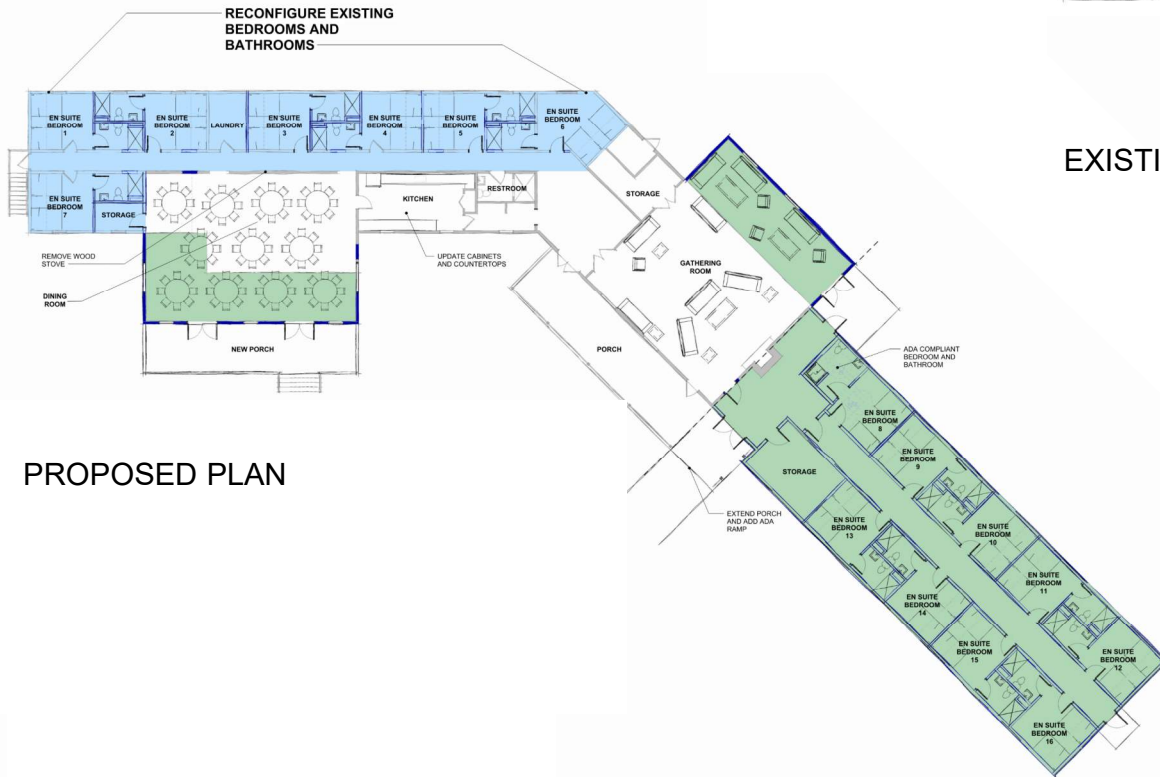 RECONFIGURE EXISTING
BEDROOMS AND
BATHROOMS
EN SUITE
BEDROOM
1
EN SUITE
BEDROOM
2
LAUNDRY
EN SUITE
BEDROOM
3
EN SUITE
BEDROOM
4
EN SUITE
BEDROOM
5
EN SUITE
BEDROOM
6
EXISTI
EN SUITE
BEDROOM
7
STORAGE
KITCHEN
RESTROOM
STORAGE
REMOVE WOOD
STOVE
UPDATE CABINETS
AND COUNTERTOPS
GATHERING
ROOM
DINING
ROOM
NEW PORCH
PORCH
ADA COMPLIANT
BEDROOM AND
BATHROOM
EN SUITE
BEDROOM
8
EN SUITE
BEDROOM
9
PROPOSED PLAN
STORAGE
EXTEND PORCH
AND ADD ADA
RAMP
EN SUITE
BEDROOM
13
EN SUITE
BEDROOM
10
EN SUITE
BEDROOM
11
EN SUITE
BEDROOM
14
EN SUITE
BEDROOM
15
EN SUITE
BEDROOM
12
EN SUITE
BEDROOM
16